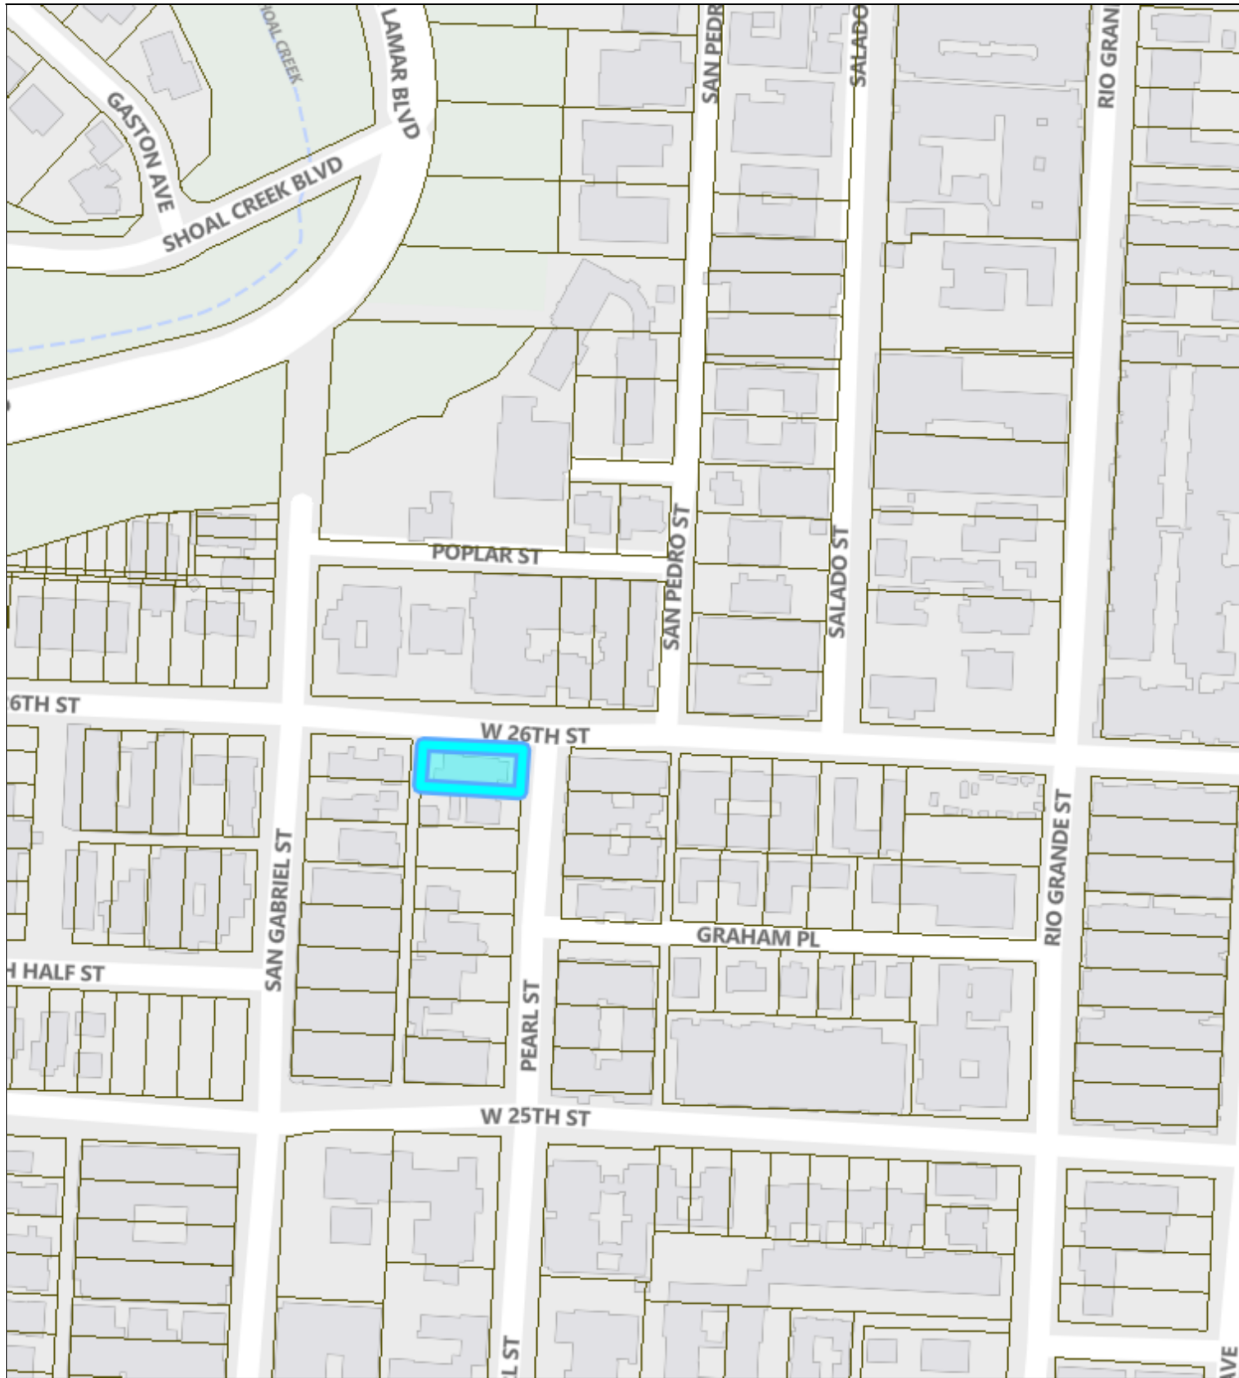 HOAL CREEK
LAMAR BLVD
SAN PEDR
SALADO
RIO GRAN
GASTON AVE
SHOAL CREEK BLVD
POPLAR ST
SAN PEDRO ST
SALADO ST
6TH ST
W 26TH ST
SAN GABRIEL ST
RIO GRANDE ST
GRAHAM PL
H HALF ST
PEARL ST
W 25TH ST
L ST
AVE